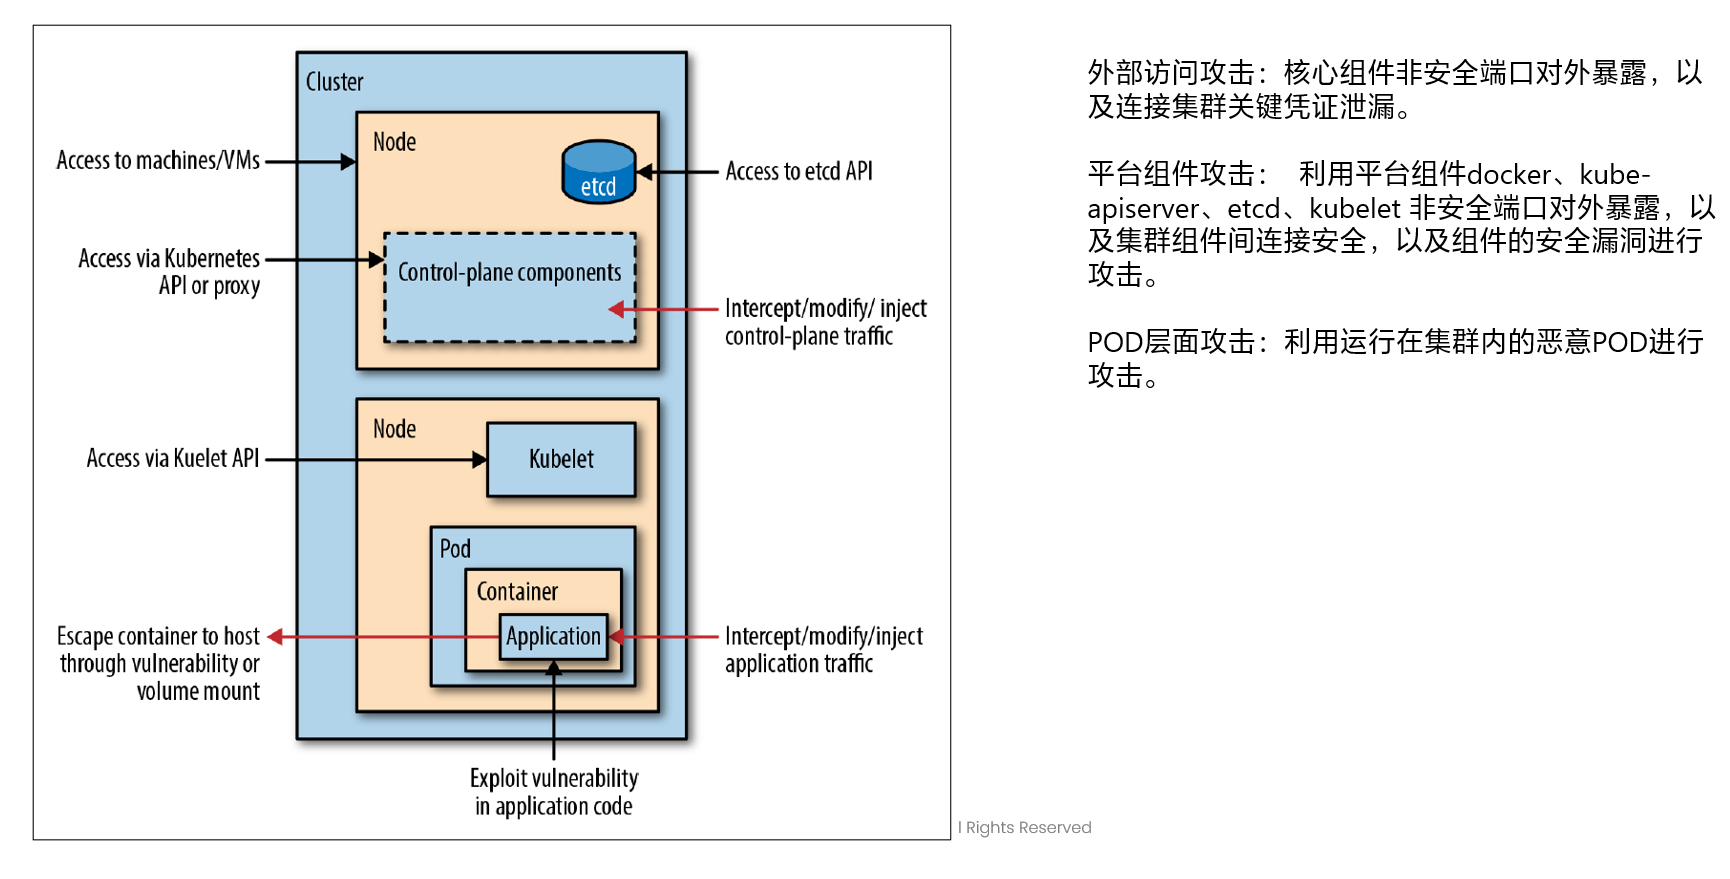 Cluster
Node
etcd
Access to machines/VMs
Access to etcd API
Access via Kubernetes
API or proxy
Control-plane components
Intercept/modify/ inject
control-plane traffic
Node
Access via Kuelet API
Kubelet
Pod
Container
Application
Escape container to host
through vulnerability or
volume mount
Intercept/modify/inject
application traffic
Exploit vulnerability
in application code
外部访问攻击：核心组件非安全端口对外暴露，以
及连接集群关键凭证泄漏。
平台组件攻击： 利用平台组件docker、kube-
apiserver、etcd、kubelet 非安全端口对外暴露，以
及集群组件间连接安全，以及组件的安全漏洞进行
攻击。
POD层面攻击：利用运行在集群内的恶意POD进行
攻击。
l Rights Reserved